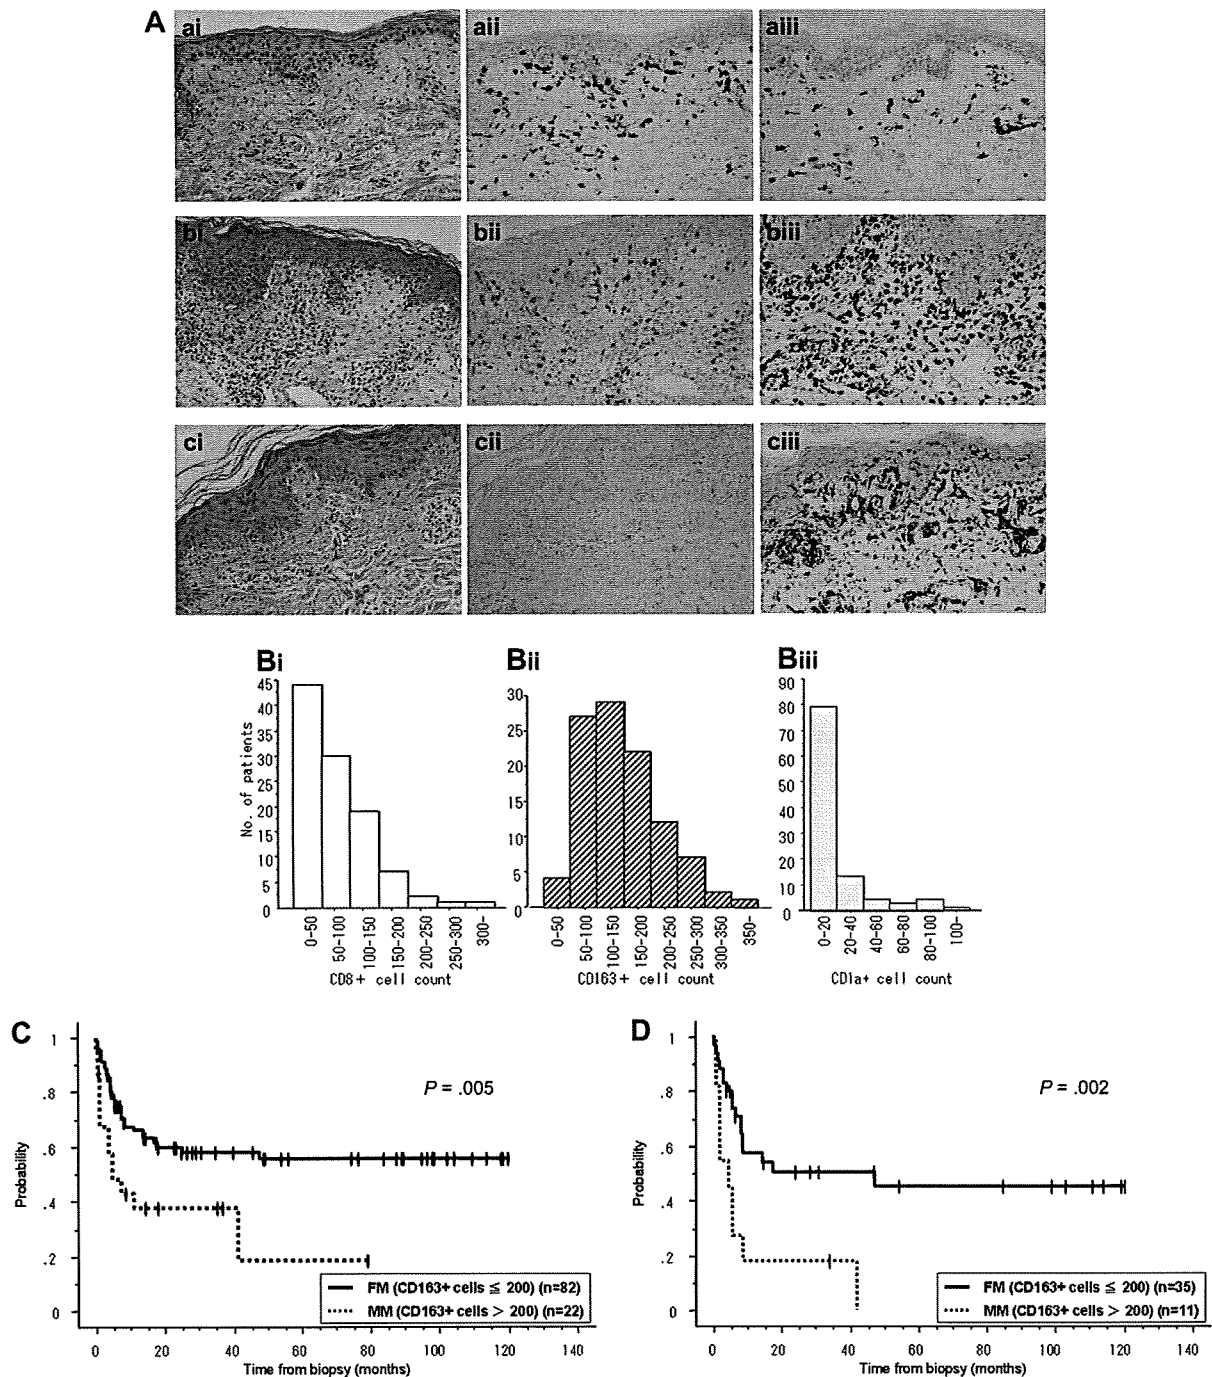 A
ai
aii
aiii
bi
bii
biii
ci
cii
ciii
Bi
45
40
35
30
25
20
15
10
5
0
No. of patients
0-50
50-100
100-150
150-200
200-250
250-300
300-
CD8+ cell count
Bii
30
25
20
15
10
5
0
0-50
50-100
100-150
150-200
200-250
250-300
300-350
350-
CD163+ cell count
Biii
90
80
70
60
50
40
30
20
10
0
0-20
20-40
40-60
60-80
80-100
100-
CD1a+ cell count
C
1
.8
.6
.4
.2
0
Probability
P = .005
FM (CD163+ cells ≦ 200) (n=82)
MM (CD163+ cells > 200) (n=22)
0 20 40 60 80 100 120 140
Time from biopsy (months)
D
1
.8
.6
.4
.2
0
Probability
P = .002
FM (CD163+ cells ≦ 200) (n=35)
MM (CD163+ cells > 200) (n=11)
0 20 40 60 80 100 120 140
Time from biopsy (months)